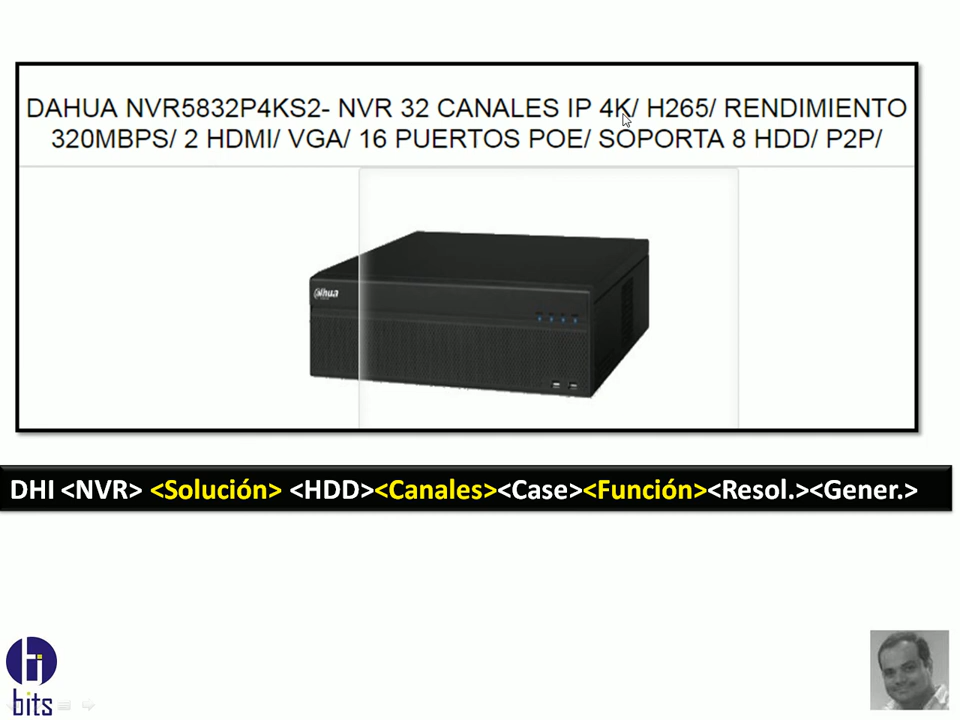 DAHUA NVR5832P4KS2- NVR 32 CANALES IP 4K/ H265/ RENDIMIENTO
320MBPS/ 2 HDMI/ VGA/ 16 PUERTOS POE/ SOPORTA 8 HDD/ P2P/
alhua
DHI <NVR> <Solución> <HDD><Canales><Case><Función><Resol.><Gener.>
bits